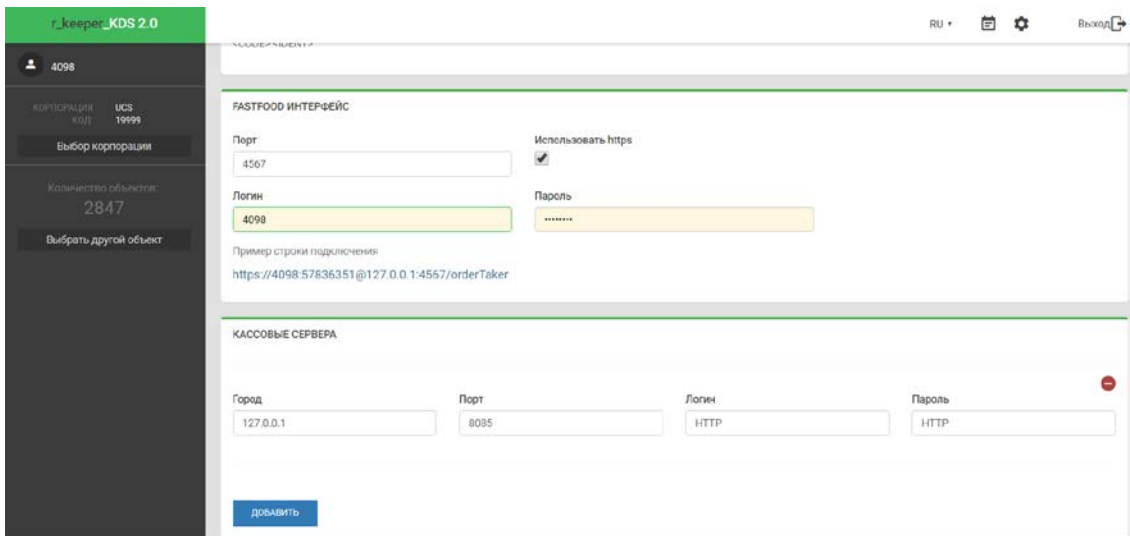 r_keeper_KDS 2.0
RU
Выход
4098
КОРПОРАЦИЯ UCS
КОД: 19999
Выбор корпорации
Количество объектов:
2847
Выбрать другой объект
<CODE><IDENT>
FASTFOOD ИНТЕРФЕЙС
Порт
Использовать https
4567
Логин
Пароль
4098
••••••••
Пример строки подключения
https://4098:57836351@127.0.0.1:4567/orderTaker
КАССОВЫЕ СЕРВЕРА
Город
Порт
Логин
Пароль
127.0.0.1
8085
HTTP
HTTP
ДОБАВИТЬ